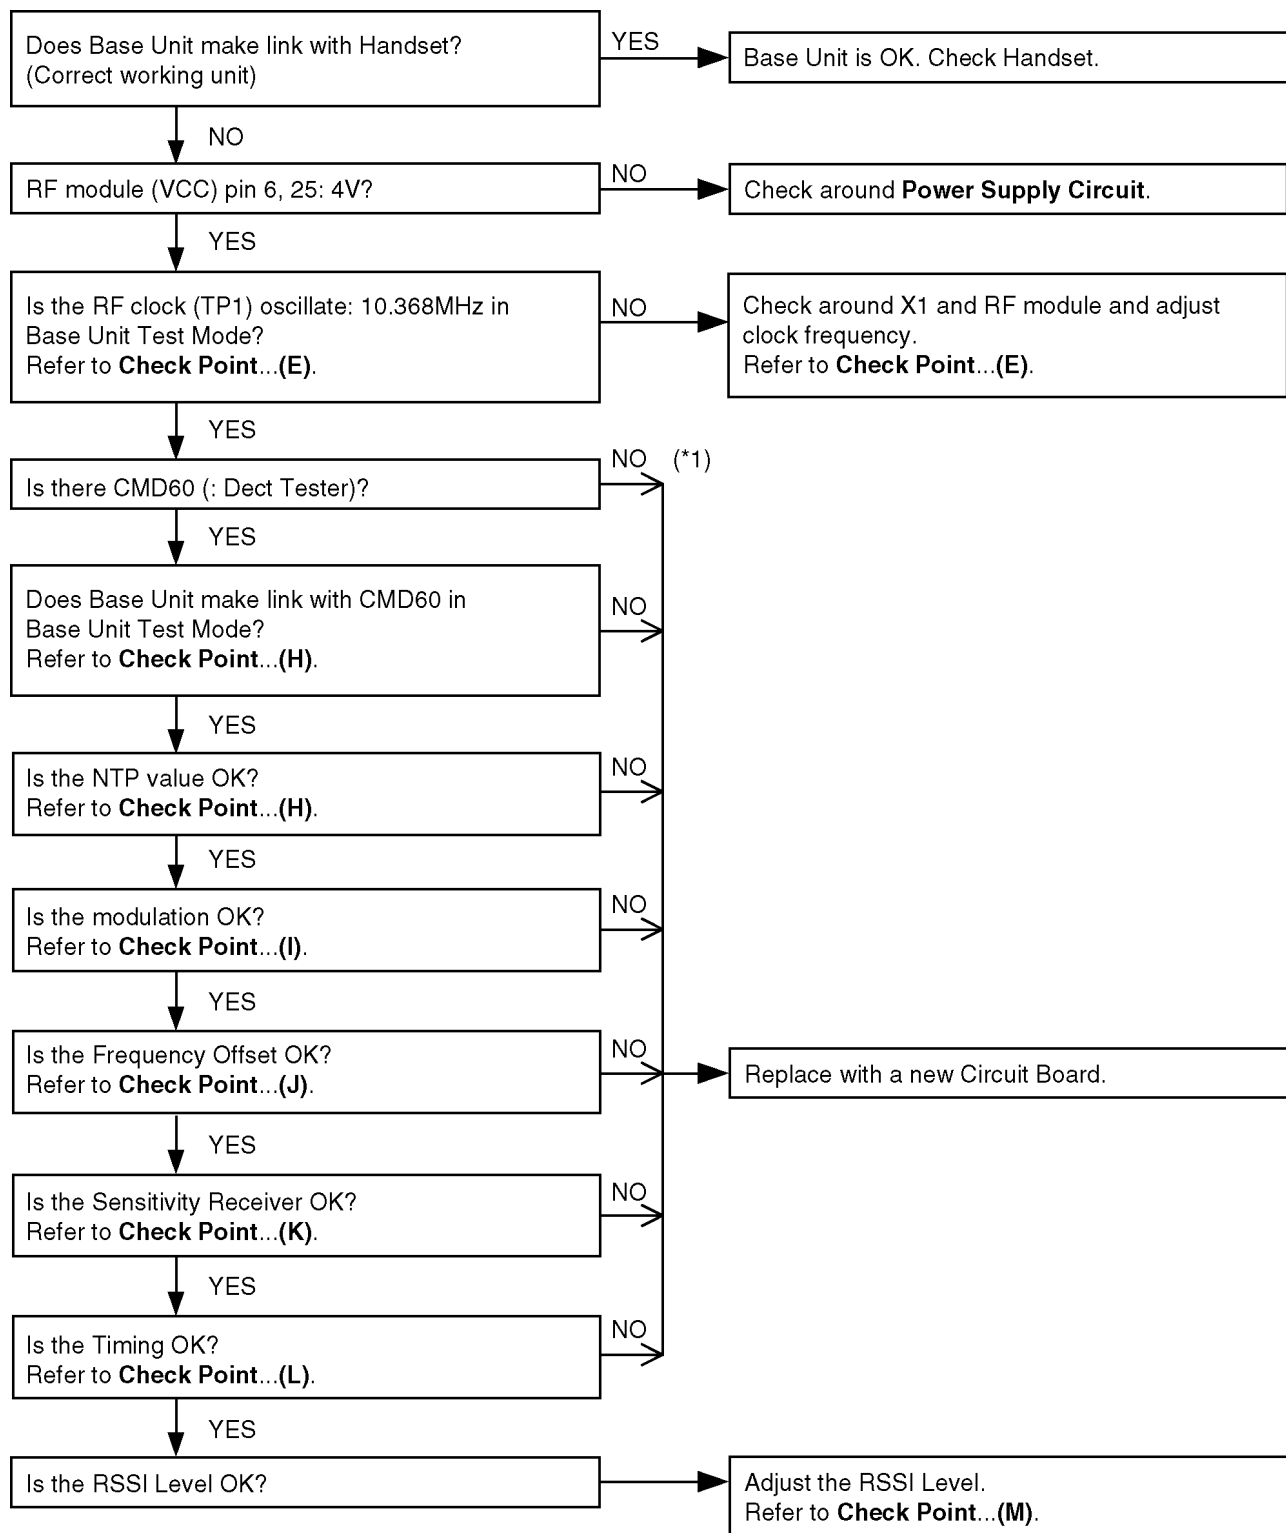 Does Base Unit make link with Handset?
(Correct working unit)
YES
Base Unit is OK. Check Handset.
NO
RF module (VCC) pin 6, 25: 4V?
NO
Check around Power Supply Circuit.
YES
Is the RF clock (TP1) oscillate: 10.368MHz in
Base Unit Test Mode?
Refer to Check Point...(E).
NO
Check around X1 and RF module and adjust
clock frequency.
Refer to Check Point...(E).
YES
Is there CMD60 (: Dect Tester)?
NO (*1)
YES
Does Base Unit make link with CMD60 in
Base Unit Test Mode?
Refer to Check Point...(H).
NO
YES
Is the NTP value OK?
Refer to Check Point...(H).
NO
YES
Is the modulation OK?
Refer to Check Point...(I).
NO
YES
Is the Frequency Offset OK?
Refer to Check Point...(J).
NO
Replace with a new Circuit Board.
YES
Is the Sensitivity Receiver OK?
Refer to Check Point...(K).
NO
YES
Is the Timing OK?
Refer to Check Point...(L).
NO
YES
Is the RSSI Level OK?
Adjust the RSSI Level.
Refer to Check Point...(M).